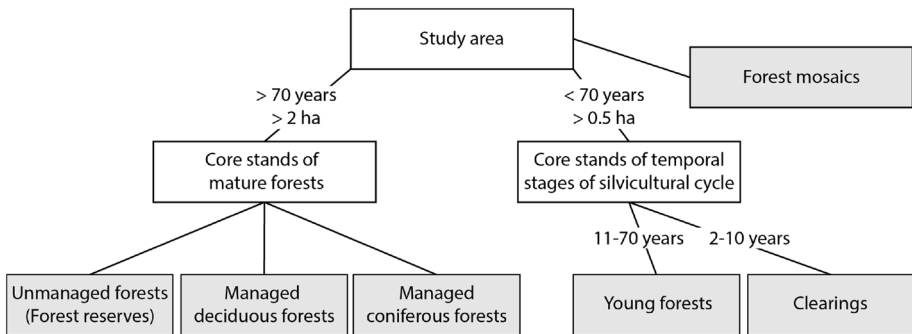 Study area
Forest mosaics
> 70 years
> 2 ha
< 70 years
> 0.5 ha
Core stands of
mature forests
Core stands of temporal
stages of silvicultural cycle
11-70 years
2-10 years
Unmanaged forests
(Forest reserves)
Managed
deciduous forests
Managed
coniferous forests
Young forests
Clearings